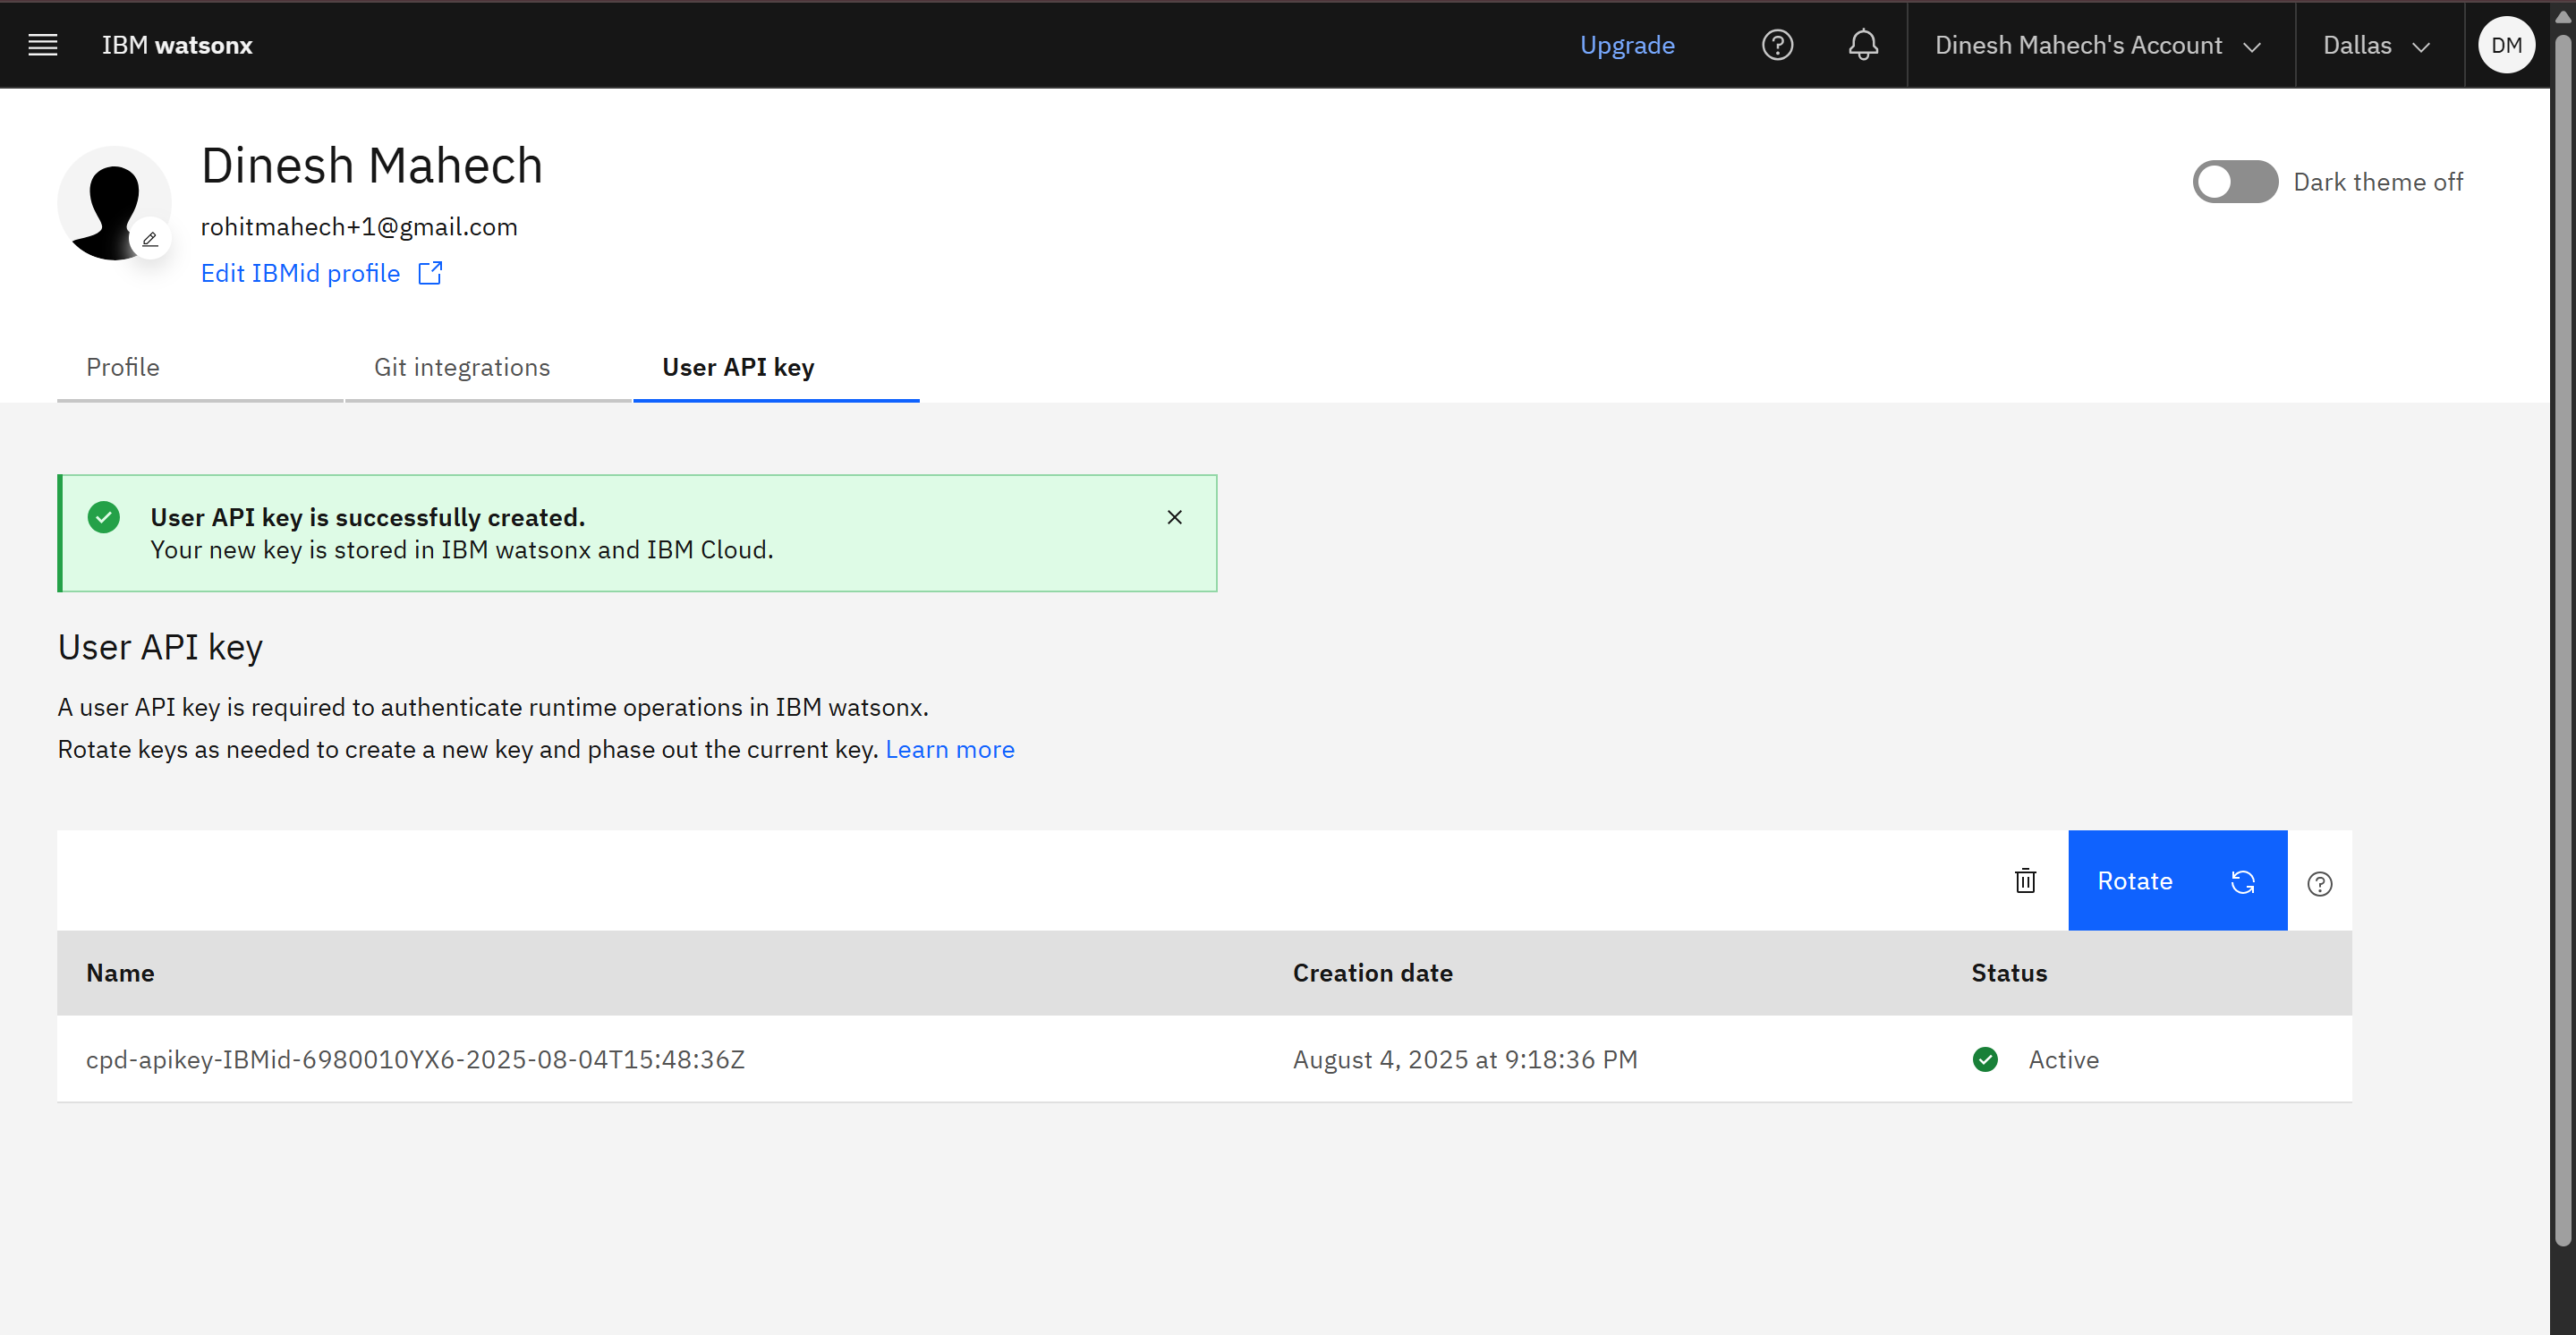 IBM watsonx
Upgrade
Dinesh Mahech's Account
Dallas
DM
Dinesh Mahech
rohitmahech+1@gmail.com
Edit IBMid profile
Dark theme off
Profile
Git integrations
User API key
User API key is successfully created.
Your new key is stored in IBM watsonx and IBM Cloud.
User API key
A user API key is required to authenticate runtime operations in IBM watsonx.
Rotate keys as needed to create a new key and phase out the current key. Learn more
Rotate
Name
Creation date
Status
cpd-apikey-IBMid-6980010YX6-2025-08-04T15:48:36Z
August 4, 2025 at 9:18:36 PM
Active